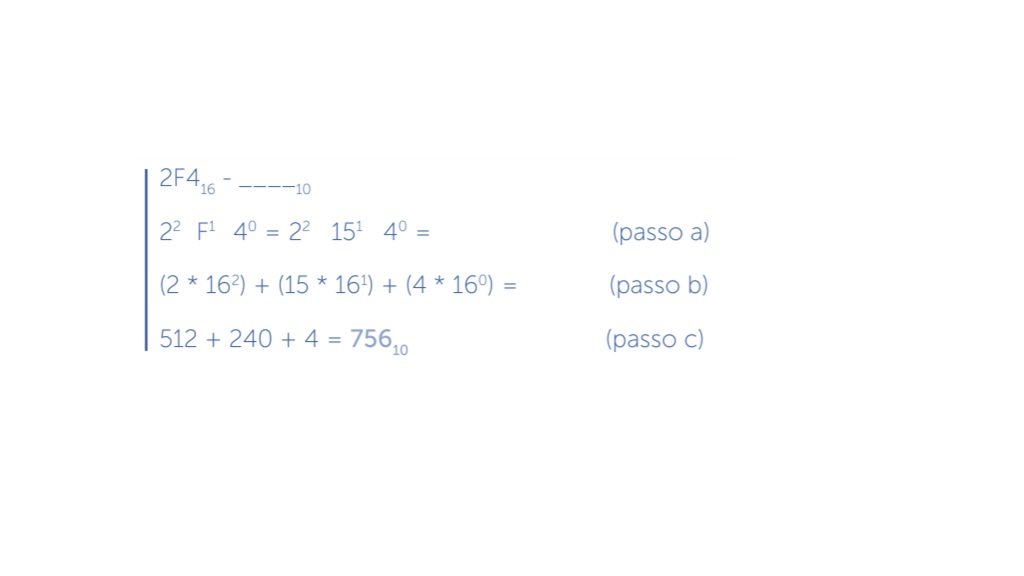 2F4₁₆ - ____₁₀
2² F¹ 4⁰ = 2² 15¹ 4⁰ = (passo a)
(2 * 16²) + (15 * 16¹) + (4 * 16⁰) = (passo b)
512 + 240 + 4 = 756₁₀ (passo c)